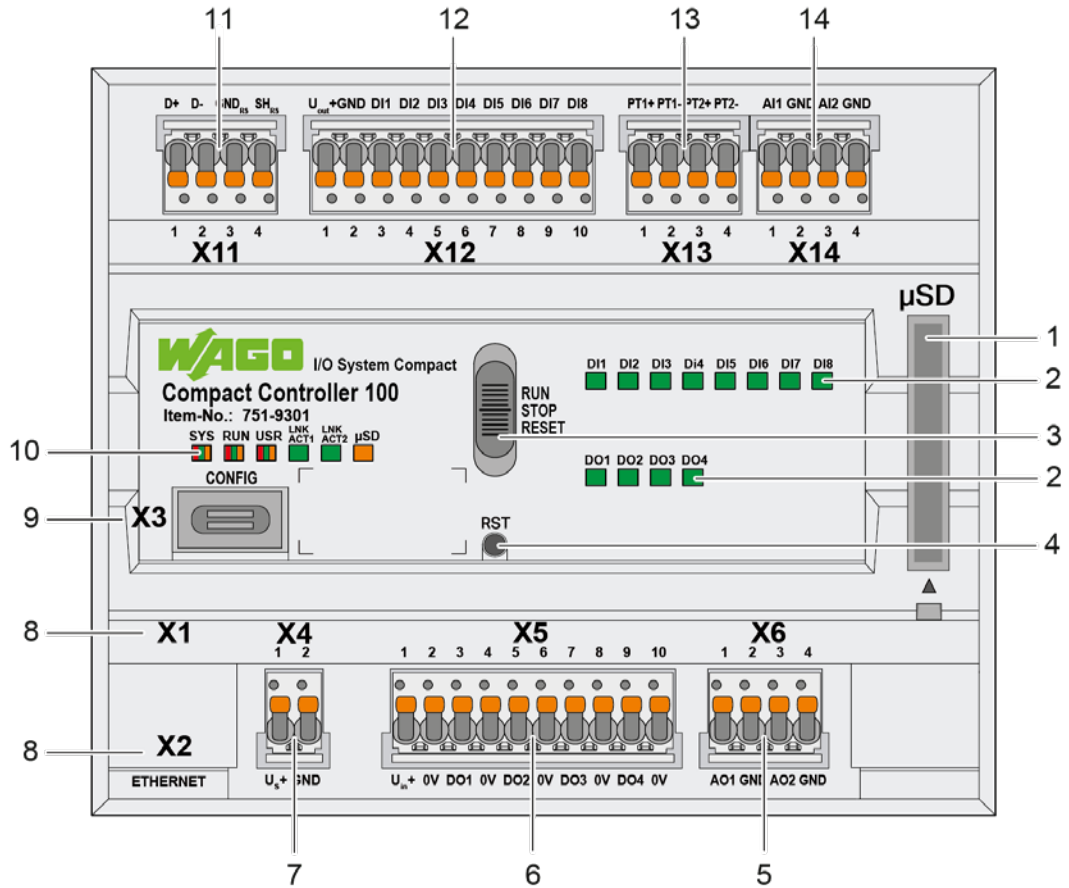 11 12 13 14
D+ D- GND RS SH RS
U out + GND DI1 DI2 DI3 DI4 DI5 DI6 DI7 DI8
PT1+ PT1- PT2+ PT2-
AI1 GND AI2 GND
1 2 3 4
1 2 3 4 5 6 7 8 9 10
1 2 3 4
1 2 3 4
X11 X12 X13 X14
µSD
1
WAGO
I/O System Compact
Compact Controller 100
Item-No.: 751-9301
DI1 DI2 DI3 Di4 DI5 DI6 DI7 DI8
2
RUN
STOP
RESET
3
SYS RUN USR LNK ACT1 LNK ACT2 µSD
10
DO1 DO2 DO3 DO4
2
CONFIG
9
X3
RST
4
8
X1 X4 X5 X6
1 2
1 2 3 4 5 6 7 8 9 10
1 2 3 4
8
X2
ETHERNET
U s + GND
U in + 0V DO1 0V DO2 0V DO3 0V DO4 0V
AO1 GND AO2 GND
7 6 5